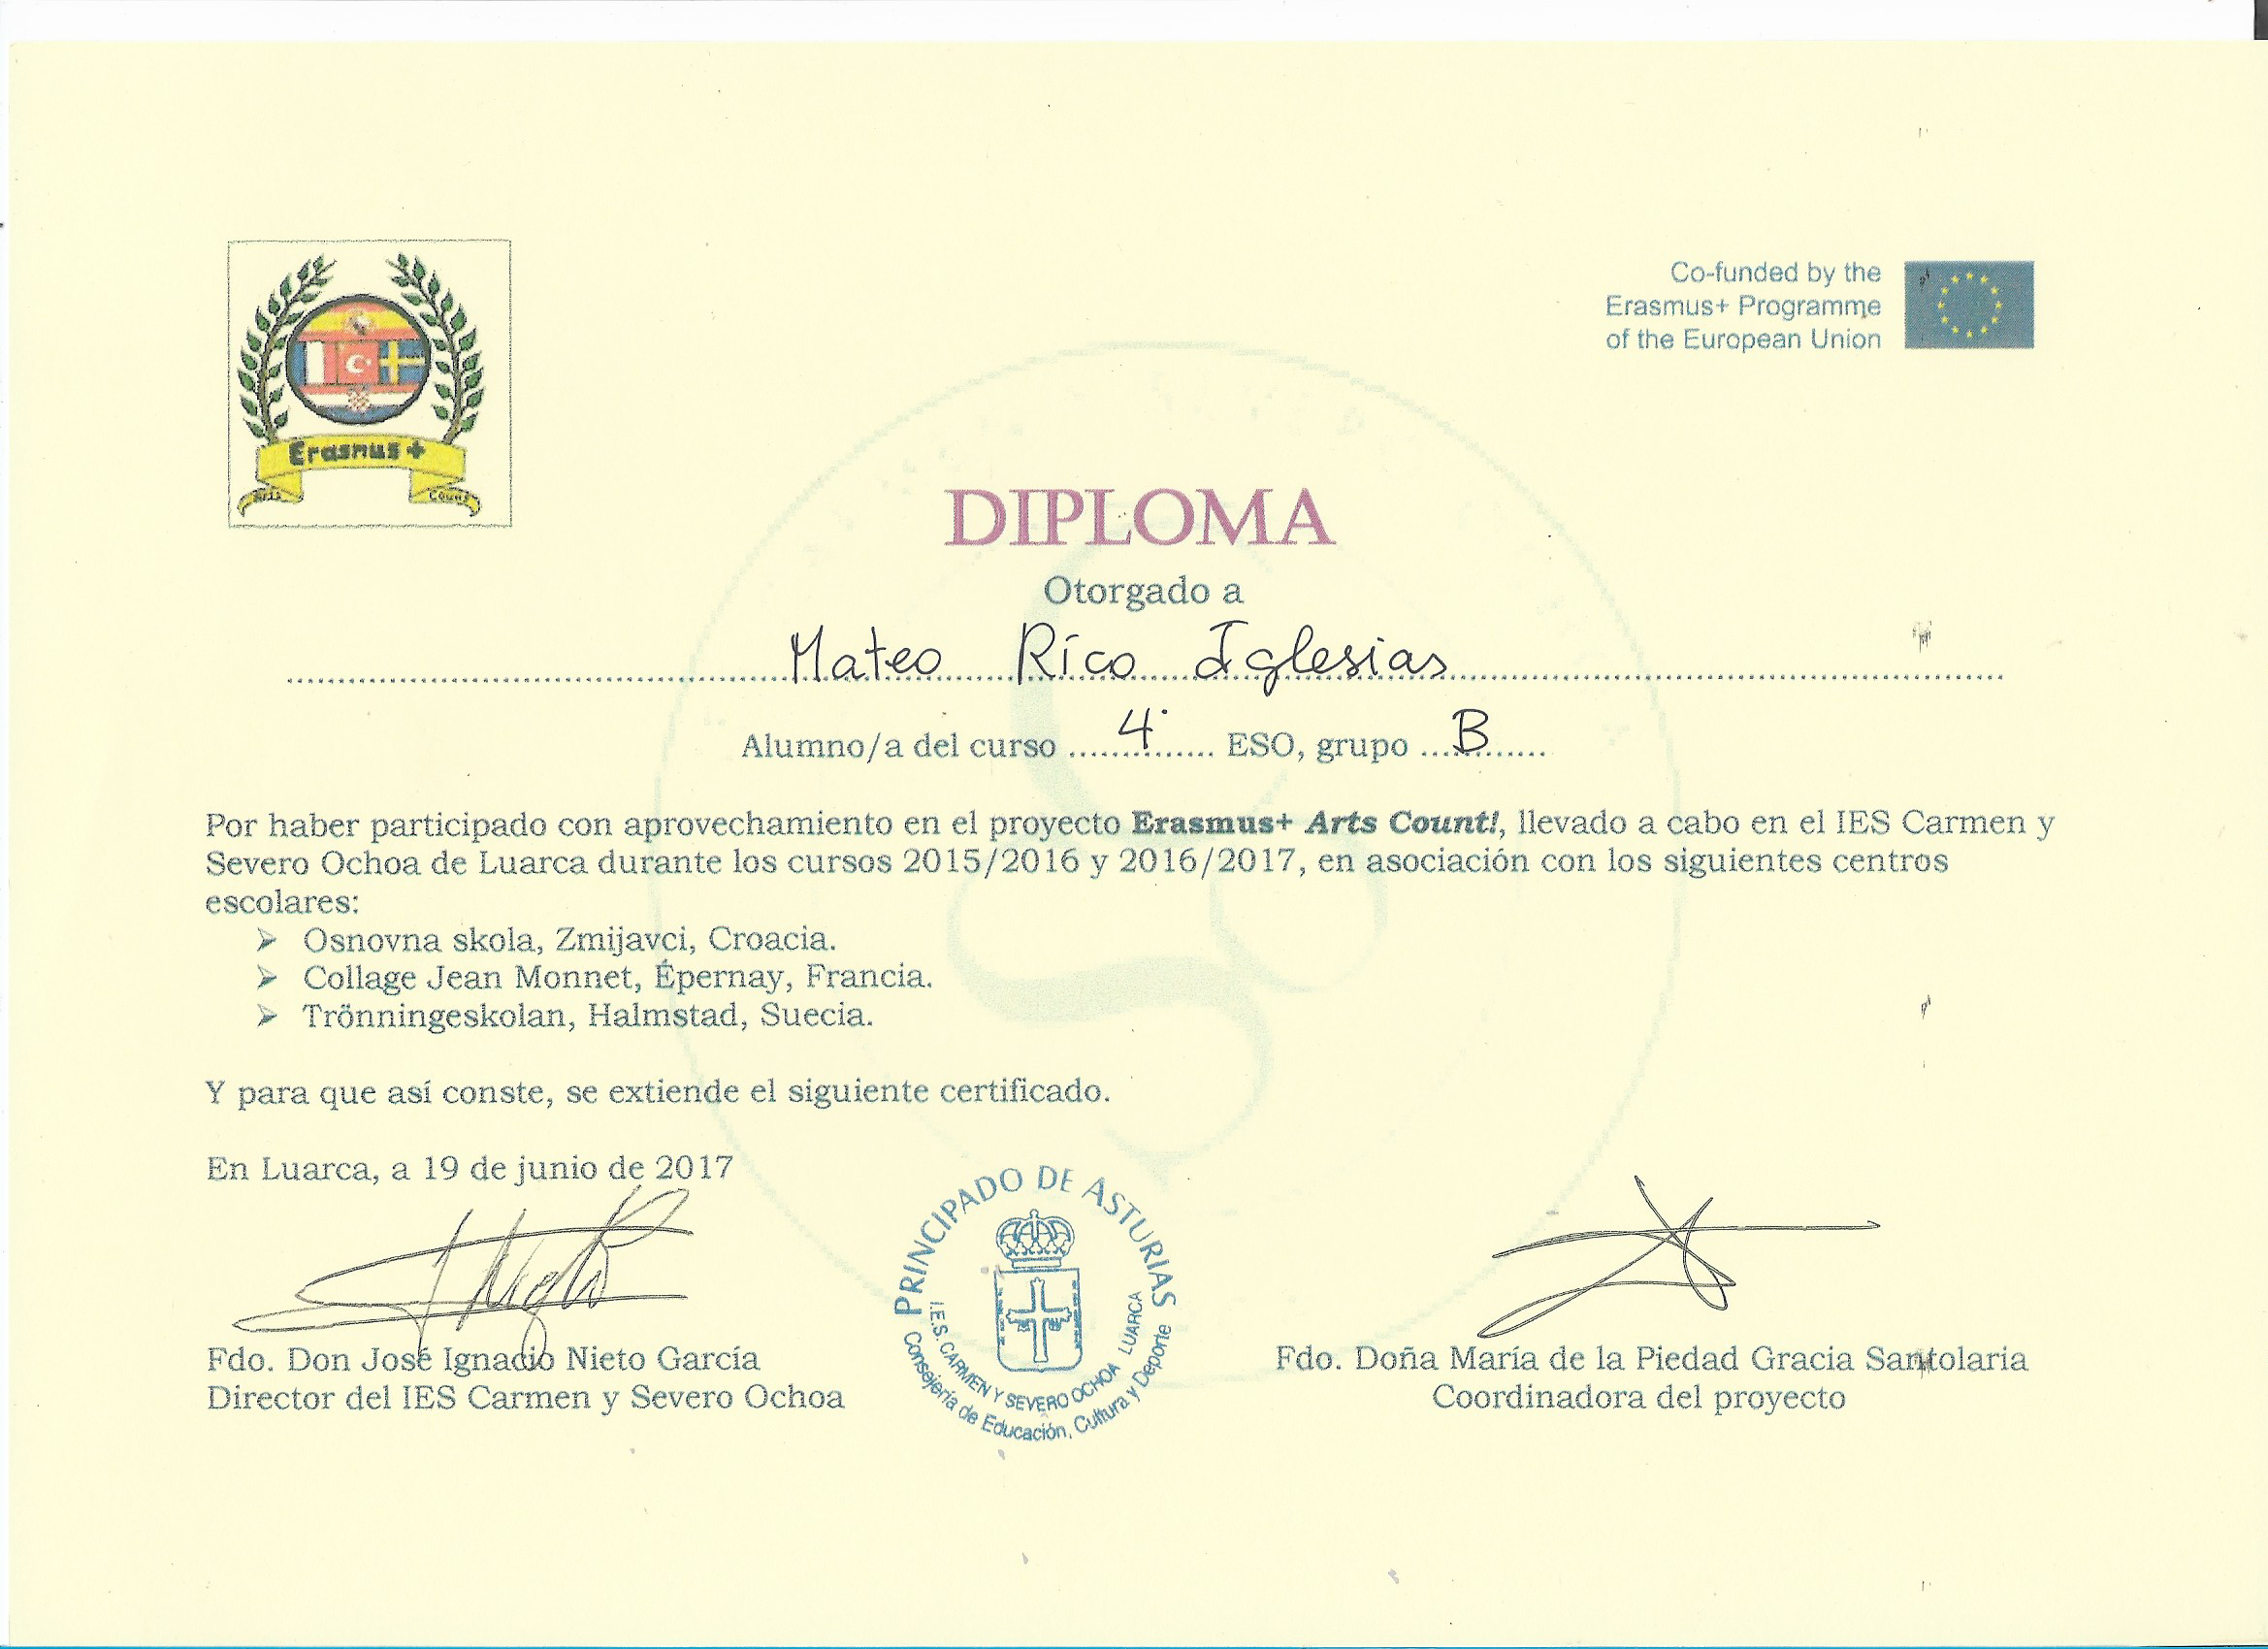 Erasmus +
Arts Count
Co-funded by the
Erasmus+ Programme
of the European Union
DIPLOMA
Otorgado a
Mateo Rico Iglesias
Alumno/a del curso 4º ESO, grupo B
Por haber participado con aprovechamiento en el proyecto Erasmus+ Arts Count!, llevado a cabo en el IES Carmen y
Severo Ochoa de Luarca durante los cursos 2015/2016 y 2016/2017, en asociación con los siguientes centros
escolares:
➢ Osnovna skola, Zmijavci, Croacia.
➢ Collage Jean Monnet, Épernay, Francia.
➢ Trönningeskolan, Halmstad, Suecia.
Y para que así conste, se extiende el siguiente certificado.
En Luarca, a 19 de junio de 2017
PRINCIPADO DE ASTURIAS
I.E.S. CARMEN Y SEVERO OCHOA LUARCA
Consejería de Educación, Cultura y Deporte
Fdo. Don José Ignacio Nieto García
Director del IES Carmen y Severo Ochoa
Fdo. Doña María de la Piedad Gracia Santolaria
Coordinadora del proyecto